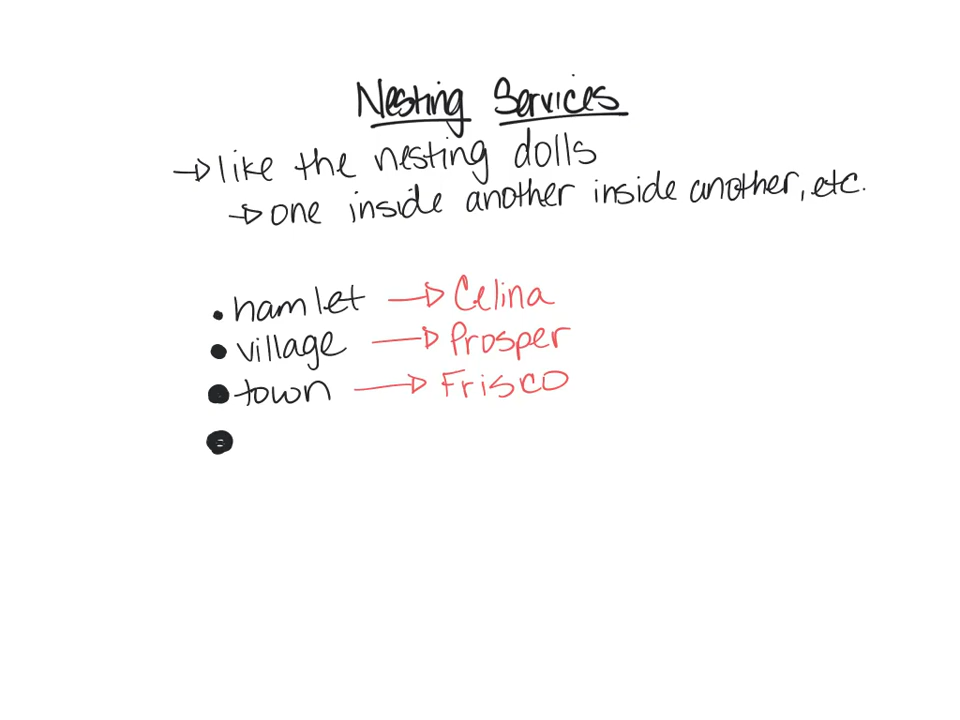 Nesting Services
→ like the nesting dolls
→ one inside another inside another, etc.
• hamlet → Celina
• village → Prosper
• town → Frisco
•